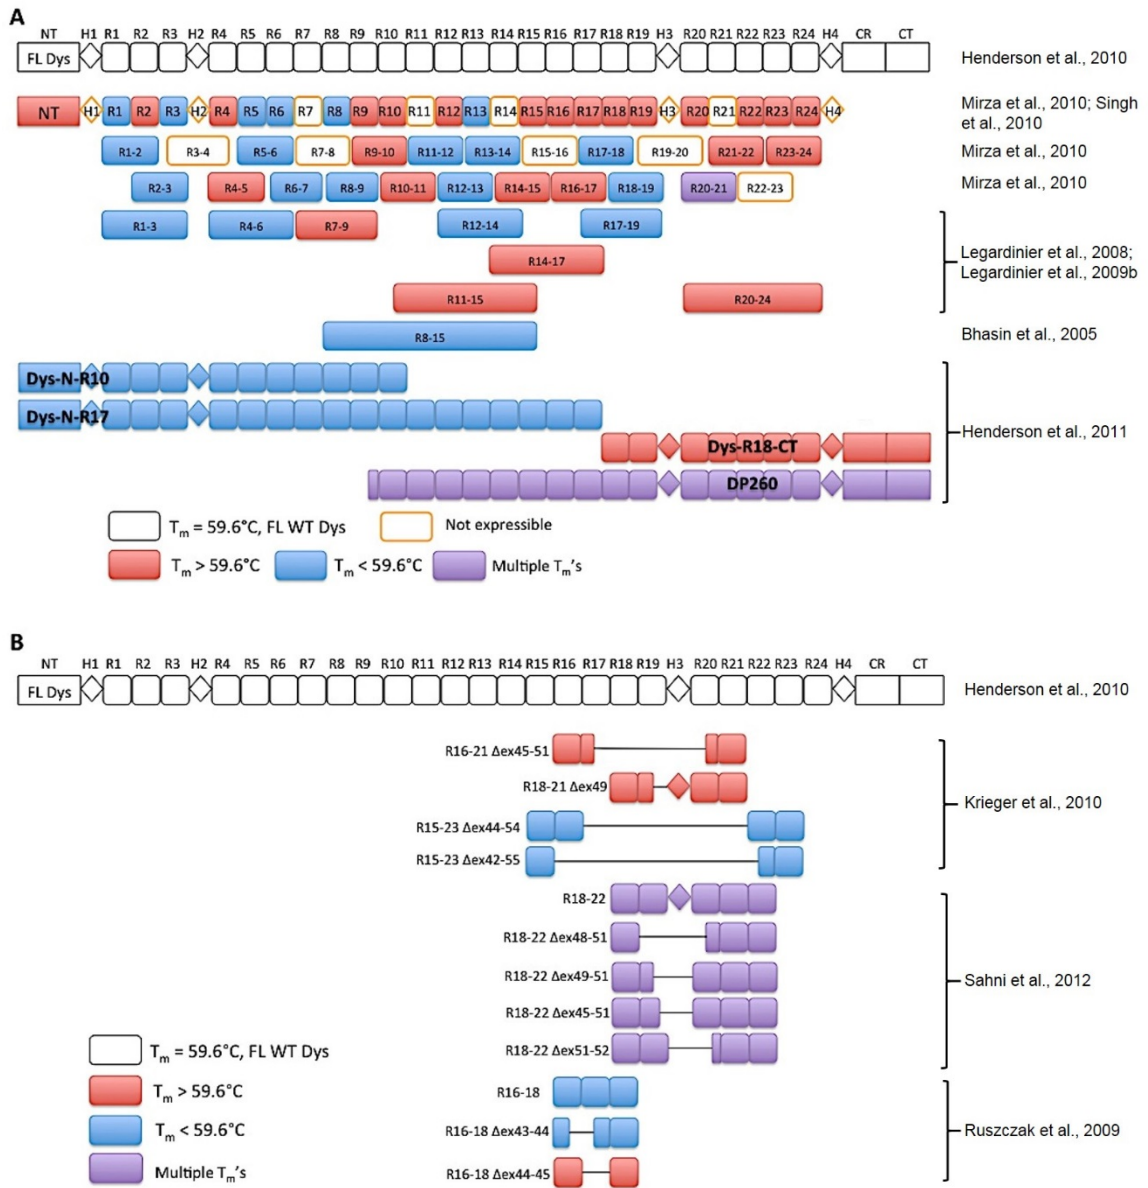 A
NT H1 R1 R2 R3 H2 R4 R5 R6 R7 R8 R9 R10 R11 R12 R13 R14 R15 R16 R17 R18 R19 H3 R20 R21 R22 R23 R24 H4 CR CT
FL Dys Henderson et al., 2010
NT H1 R1 R2 R3 H2 R4 R5 R6 R7 R8 R9 R10 R11 R12 R13 R14 R15 R16 R17 R18 R19 H3 R20 R21 R22 R23 R24 H4 Mirza et al., 2010; Singh
et al., 2010
R1-2 R3-4 R5-6 R7-8 R9-10 R11-12 R13-14 R15-16 R17-18 R19-20 R21-22 R23-24 Mirza et al., 2010
R2-3 R4-5 R6-7 R8-9 R10-11 R12-13 R14-15 R16-17 R18-19 R20-21 R22-23 Mirza et al., 2010
R1-3 R4-6 R7-9 R12-14 R17-19
R14-17 Legardinier et al., 2008;
Legardinier et al., 2009b
R11-15 R20-24
R8-15 Bhasin et al., 2005
Dys-N-R10
Dys-N-R17
Dys-R18-CT Henderson et al., 2011
DP260
Tm = 59.6°C, FL WT Dys Not expressible
Tm > 59.6°C Tm < 59.6°C Multiple Tm's
B
NT H1 R1 R2 R3 H2 R4 R5 R6 R7 R8 R9 R10 R11 R12 R13 R14 R15 R16 R17 R18 R19 H3 R20 R21 R22 R23 R24 H4 CR CT
FL Dys Henderson et al., 2010
R16-21 Δex45-51
R18-21 Δex49
Krieger et al., 2010
R15-23 Δex44-54
R15-23 Δex42-55
R18-22
R18-22 Δex48-51
R18-22 Δex49-51 Sahni et al., 2012
R18-22 Δex45-51
R18-22 Δex51-52
Tm = 59.6°C, FL WT Dys
Tm > 59.6°C
Tm < 59.6°C
Multiple Tm's
R16-18
R16-18 Δex43-44 Ruszczak et al., 2009
R16-18 Δex44-45